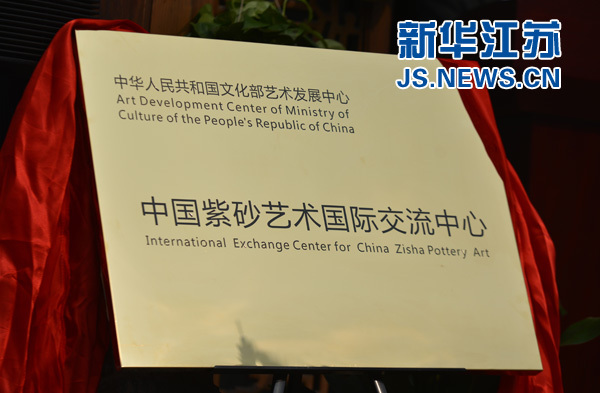 新华江苏
JS.NEWS.CN
中华人民共和国文化部艺术发展中心
Art Development Center of Ministry of
Culture of the People's Republic of China
中国紫砂艺术国际交流中心
International Exchange Center for China Zisha Pottery Art